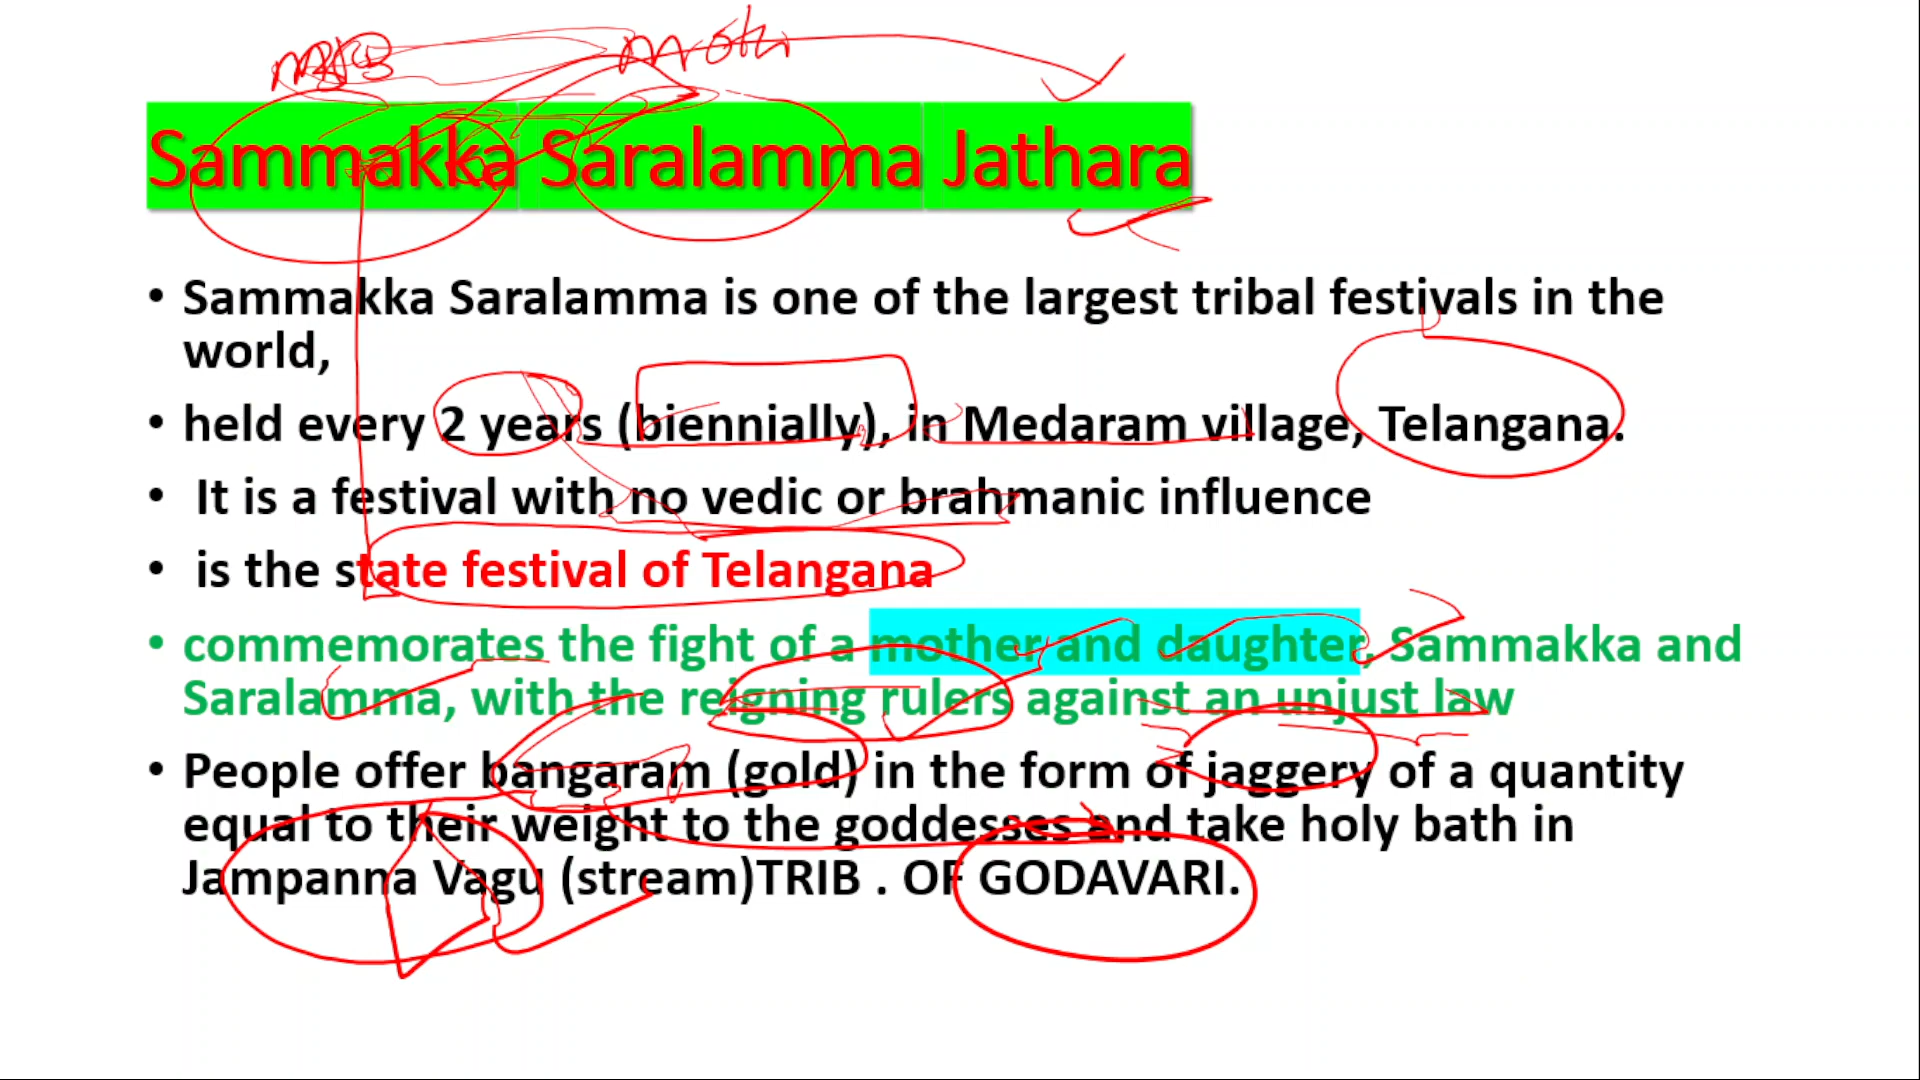 Sammakka Saralamma Jathara
• Sammakka Saralamma is one of the largest tribal festivals in the
world,
• held every 2 years (biennially), in Medaram village, Telangana.
• It is a festival with no vedic or brahmanic influence
• is the state festival of Telangana
• commemorates the fight of a mother and daughter, Sammakka and
Saralamma, with the reigning rulers against an unjust law
• People offer bangaram (gold) in the form of jaggery of a quantity
equal to their weight to the goddesses and take holy bath in
Jampanna Vagu (stream)TRIB . OF GODAVARI.